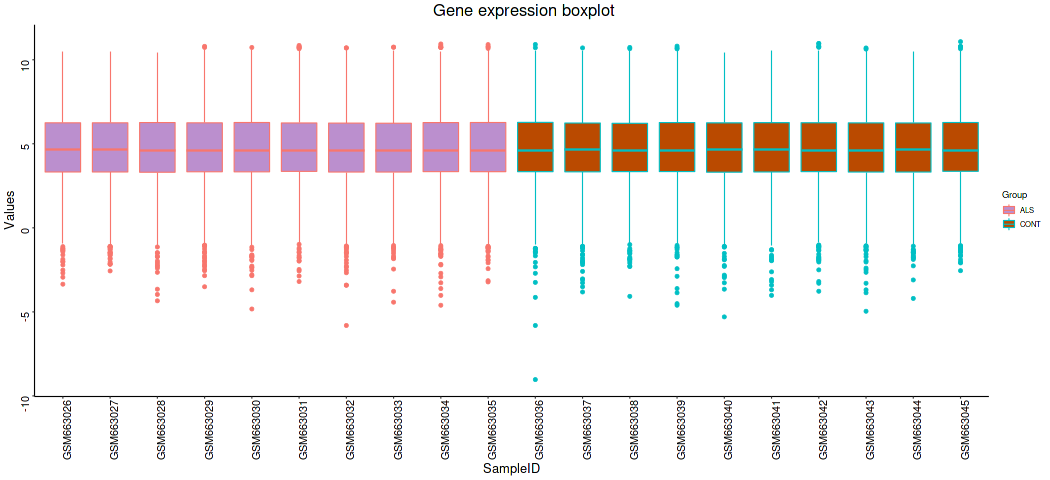 Gene expression boxplot
Values
10
5
0
-5
-10
GSM663026
GSM663027
GSM663028
GSM663029
GSM663030
GSM663031
GSM663032
GSM663033
GSM663034
GSM663035
GSM663036
GSM663037
GSM663038
GSM663039
GSM663040
GSM663041
GSM663042
GSM663043
GSM663044
GSM663045
SampleID
Group
ALS
CONT